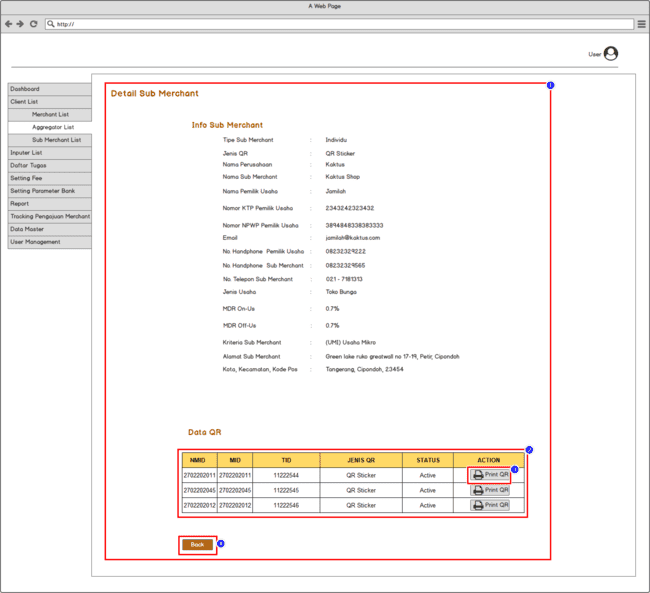 A Web Page
http://
User
Dashboard
Client List
Merchant List
Aggregator List
Sub Merchant List
Inputer List
Daftar Tugas
Setting Fee
Setting Parameter Bank
Report
Tracking Pengajuan Merchant
Data Master
User Management
1
Detail Sub Merchant
Info Sub Merchant
Tipe Sub Merchant : Individu
Jenis QR : QR Sticker
Nama Perusahaan : Kaktus
Nama Sub Merchant : Kaktus Shop
Nama Pemilik Usaha : Jamilah
Nomor KTP Pemilik Usaha : 2343242323432
Nomor NPWP Pemilik Usaha : 3894848338383333
Email : jamilah@kaktus.com
No. Handphone Pemilik Usaha : 08232329222
No. Handphone Sub Merchant : 08232329565
No. Telepon Sub Merchant : 021 - 7181313
Jenis Usaha : Toko Bunga
MDR On-Us : 0.7%
MDR Off-Us : 0.7%
Kriteria Sub Merchant : (UMI) Usaha Mikro
Alamat Sub Merchant : Green lake ruko greatwall no 17-19, Petir, Cipondoh
Kota, Kecamatan, Kode Pos : Tangerang, Cipondoh, 23454
Data QR
2
NMID MID TID JENIS QR STATUS ACTION
2702202011 2702202011 11222544 QR Sticker Active Print QR
3
2702202045 2702202045 11222545 QR Sticker Active Print QR
2702202012 2702202012 11222546 QR Sticker Active Print QR
Back
4